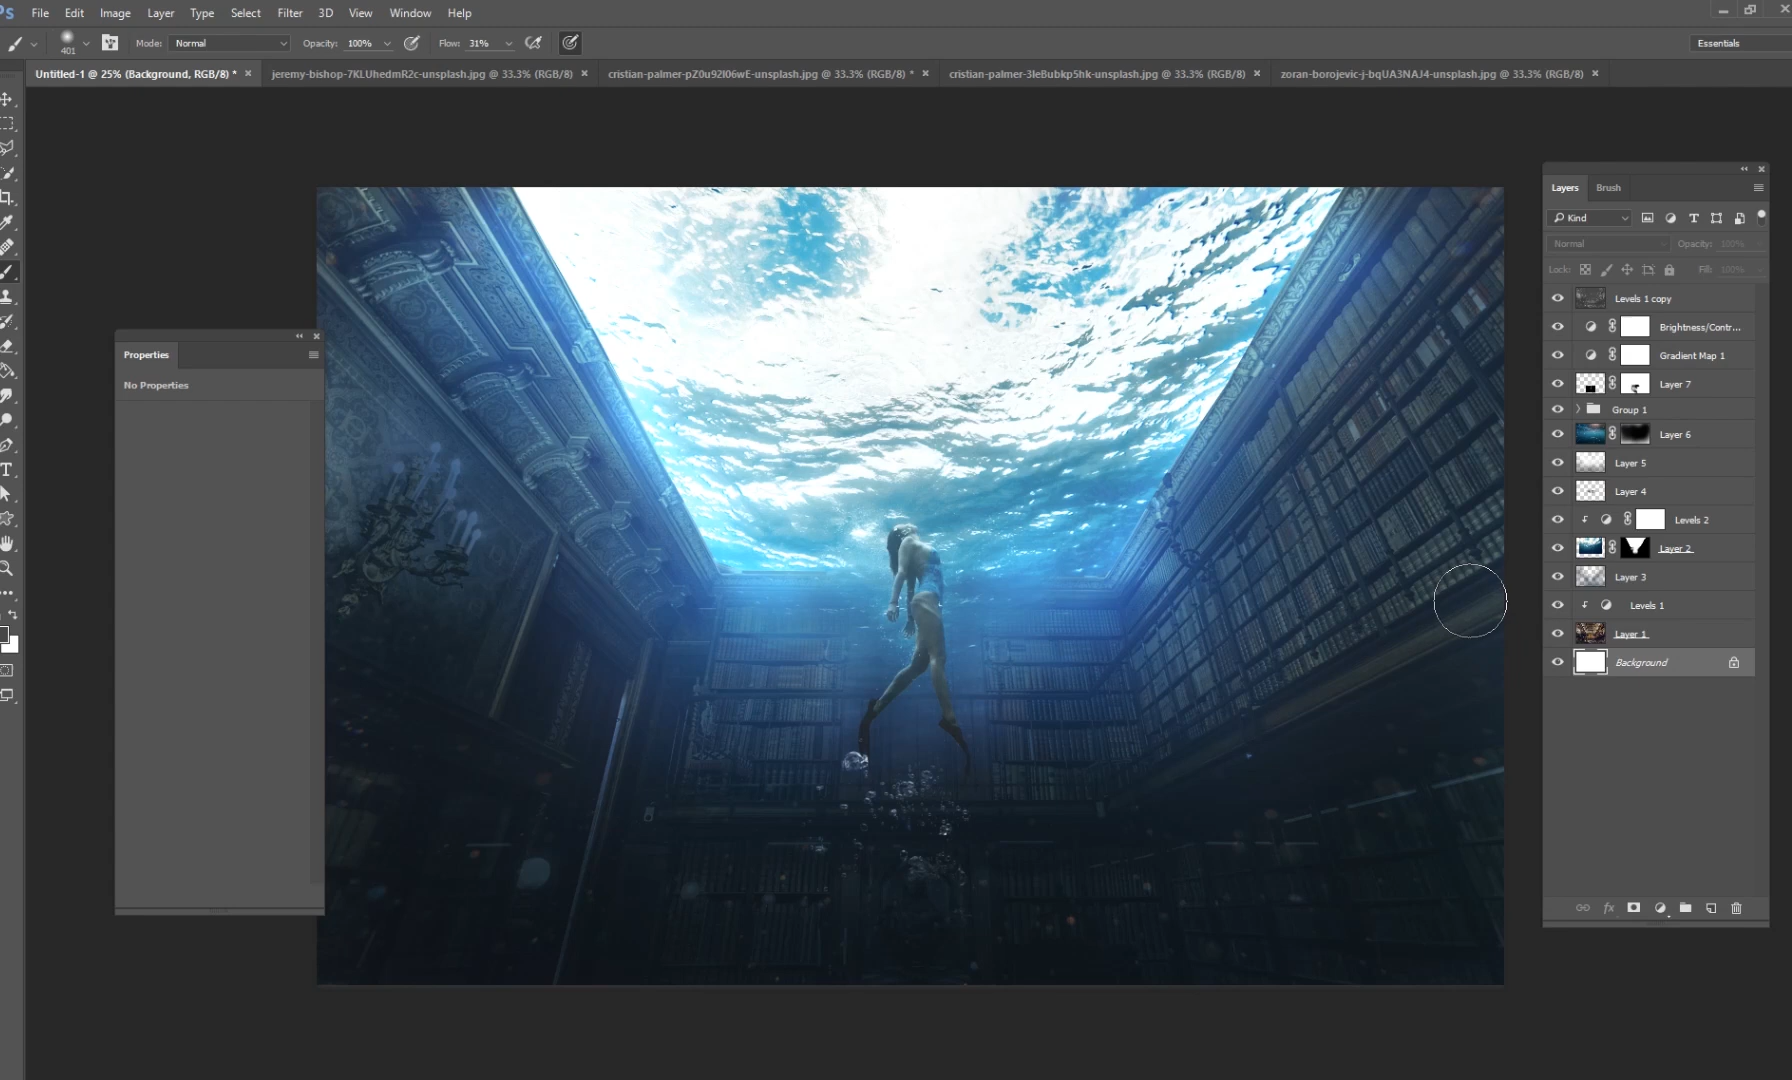 Ps File Edit Image Layer Type Select Filter 3D View Window Help
401 Mode: Normal Opacity: 100% Flow: 31% Essentials
Untitled-1 @ 25% (Background, RGB/8) * × jeremy-bishop-7KLUhedmR2c-unsplash.jpg @ 33.3% (RGB/8) × cristian-palmer-pZ0u92I06wE-unsplash.jpg @ 33.3% (RGB/8) * × cristian-palmer-3leBubkp5hk-unsplash.jpg @ 33.3% (RGB/8) × zoran-borojevic-j-bqUA3NAJ4-unsplash.jpg @ 33.3% (RGB/8) ×
Properties
No Properties
Layers Brush
Kind
Normal Opacity: 100%
Lock: Fill: 100%
Levels 1 copy
Brightness/Contr...
Gradient Map 1
Layer 7
Group 1
Layer 6
Layer 5
Layer 4
Levels 2
Layer 2
Layer 3
Levels 1
Layer 1
Background
fx